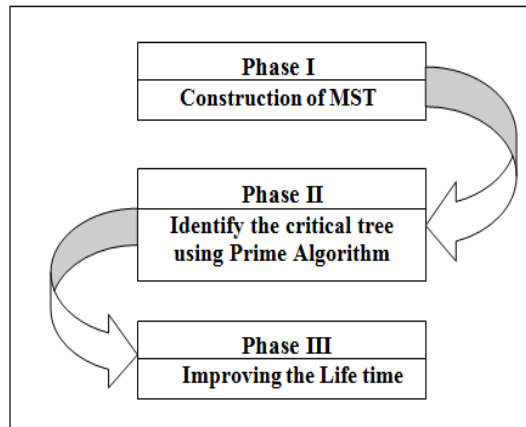 Phase I
Construction of MST
Phase II
Identify the critical tree
using Prime Algorithm
Phase III
Improving the Life time